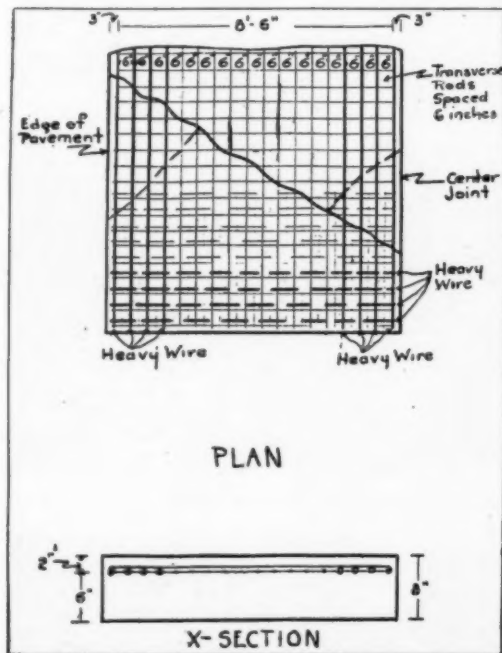 3" 8'-6" 3"
6 6 6 6 6 6 6 6 6 6 6 6 6 6 6 6 6
Transverse
Rods
Spaced
6 inches
Edge of
Pavement
Center
Joint
Heavy
Wire
Heavy Wire Heavy Wire
PLAN
2"
6" 8"
X-SECTION